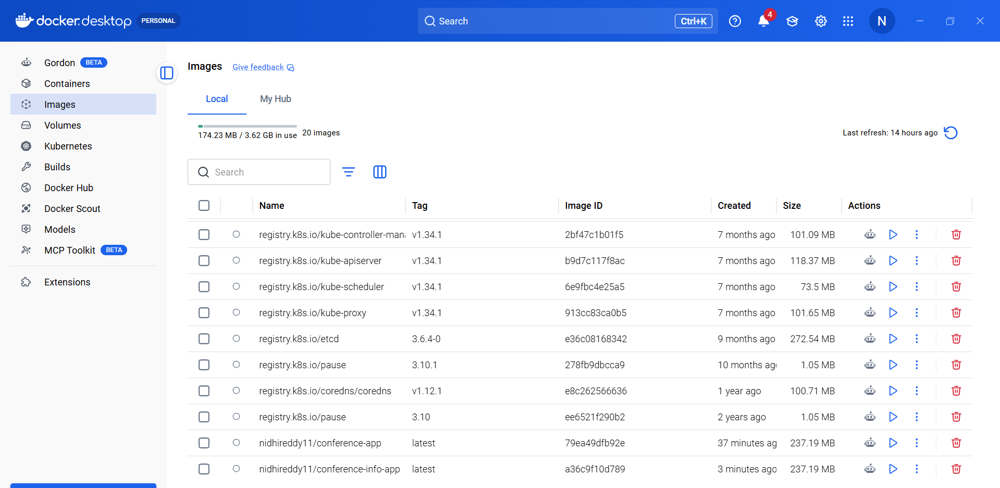 docker.desktop PERSONAL
Search Ctrl+K
4
N
Gordon BETA
Containers
Images
Volumes
Kubernetes
Builds
Docker Hub
Docker Scout
Models
MCP Toolkit BETA
Extensions
Images Give feedback
Local My Hub
174.23 MB / 3.62 GB in use 20 images
Last refresh: 14 hours ago
Search
Name Tag Image ID Created Size Actions
registry.k8s.io/kube-controller-mana v1.34.1 2bf47c1b01f5 7 months ago 101.09 MB
registry.k8s.io/kube-apiserver v1.34.1 b9d7c117f8ac 7 months ago 118.37 MB
registry.k8s.io/kube-scheduler v1.34.1 6e9fbc4e25a5 7 months ago 73.5 MB
registry.k8s.io/kube-proxy v1.34.1 913cc83ca0b5 7 months ago 101.65 MB
registry.k8s.io/etcd 3.6.4-0 e36c08168342 9 months ago 272.54 MB
registry.k8s.io/pause 3.10.1 278fb9dbcca9 10 months ago 1.05 MB
registry.k8s.io/coredns/coredns v1.12.1 e8c262566636 1 year ago 100.71 MB
registry.k8s.io/pause 3.10 ee6521f290b2 2 years ago 1.05 MB
nidhireddy11/conference-app latest 79ea49dfb92e 37 minutes ag 237.19 MB
nidhireddy11/conference-info-app latest a36c9f10d789 3 minutes ago 237.19 MB